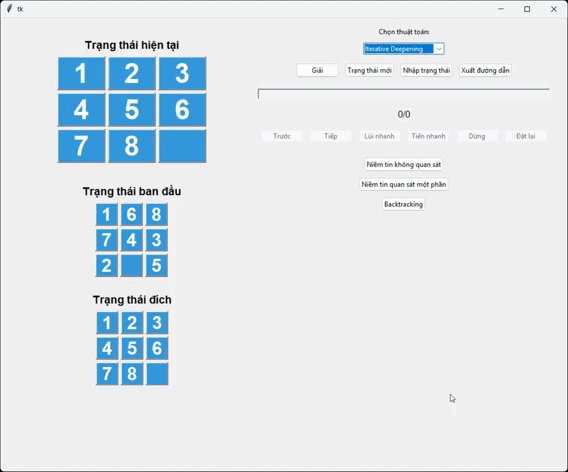 tk
Chọn thuật toán:
Iterative Deepening
Giải Trạng thái mới Nhập trạng thái Xuất đường dẫn
0/0
Trước Tiếp Lùi nhanh Tiến nhanh Dừng Đặt lại
Niềm tin không quan sát
Niềm tin quan sát một phần
Backtracking
Trạng thái hiện tại
1 2 3
4 5 6
7 8
Trạng thái ban đầu
1 6 8
7 4 3
2 5
Trạng thái đích
1 2 3
4 5 6
7 8